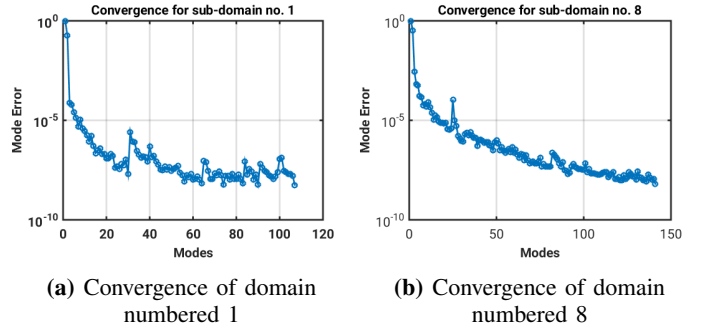 Convergence for sub-domain no. 1
10^0
10^-5
10^-10
Mode Error
0 20 40 60 80 100 120
Modes
(a) Convergence of domain
numbered 1
Convergence for sub-domain no. 8
10^0
10^-5
10^-10
Mode Error
0 50 100 150
Modes
(b) Convergence of domain
numbered 8